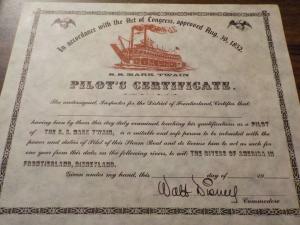 In accordance with the Act of Congress, approved Aug. 30, 1852.
S. S. MARK TWAIN
PILOT'S CERTIFICATE.
The undersigned, Inspector for the District of Frontierland, Certifies that
having been by them this day duly examined touching his qualifications as a PILOT
OF THE S. S. MARK TWAIN, is a suitable and safe person to be intrusted with the power
and duties of Pilot of this Steam Boat and do license him to act as such for
one year from this date on the following rivers, to wit THE RIVERS OF AMERICA IN
FRONTIERLAND, DISNEYLAND.
Given under my hand, this day of 19
Walt Disney
Commodore